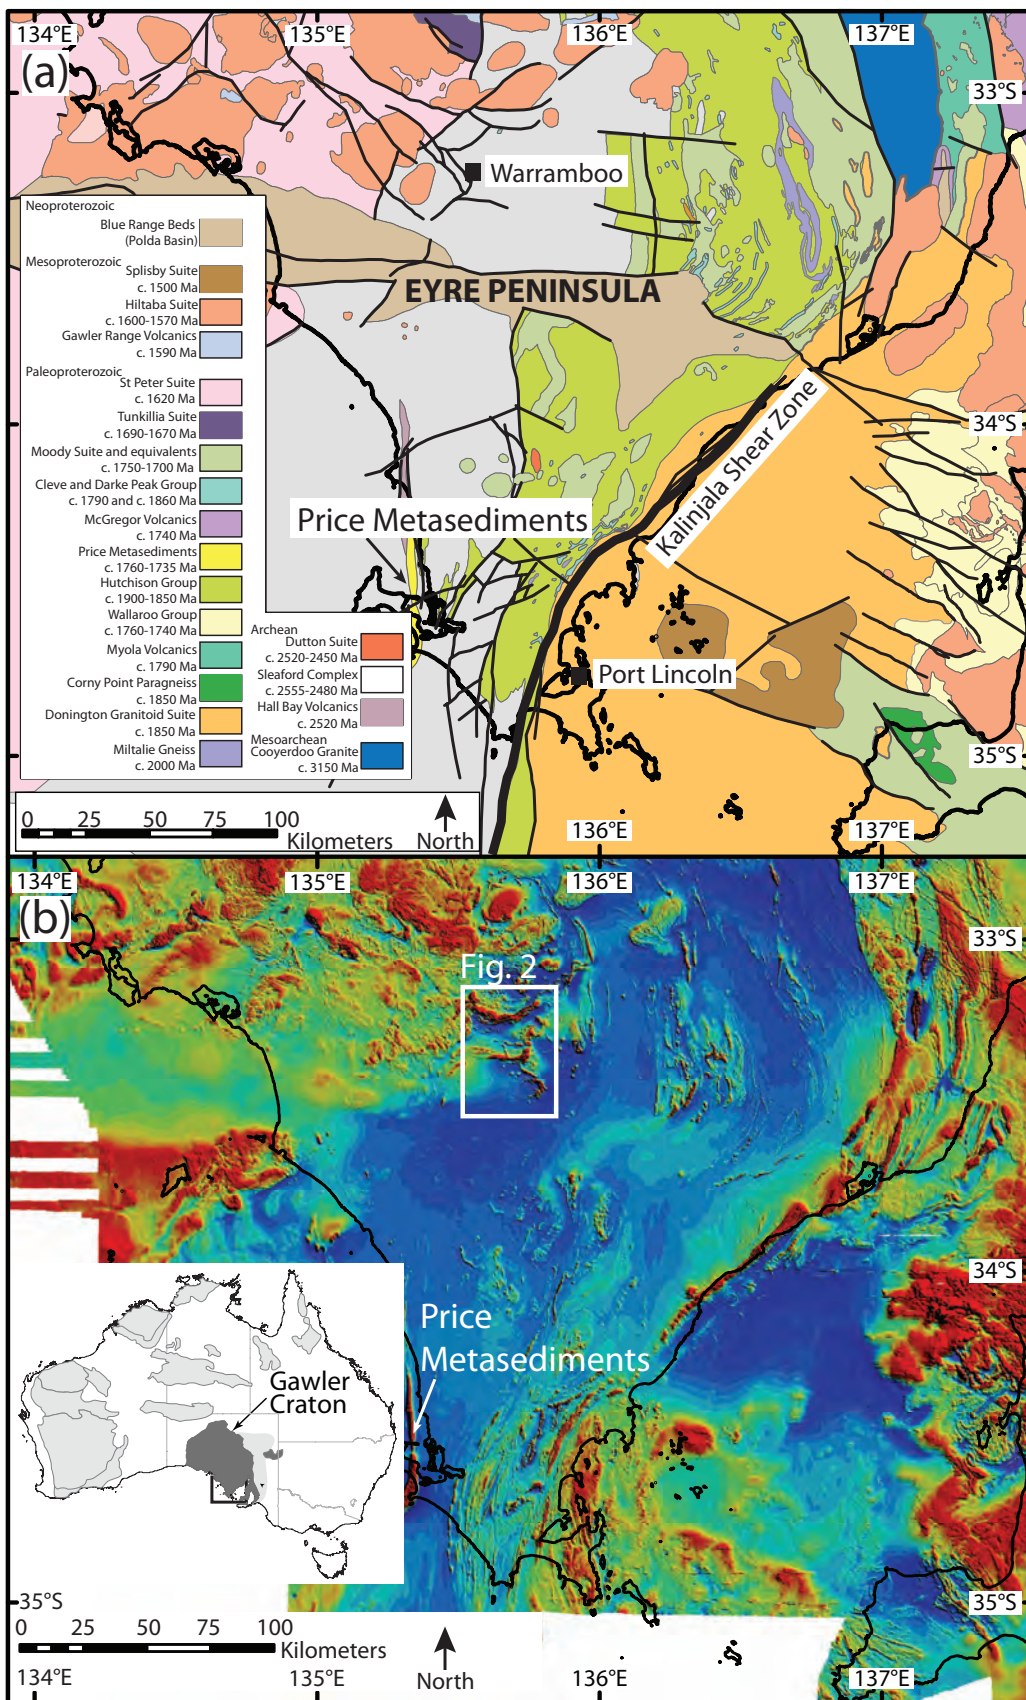 134°E
135°E
136°E
137°E
(a)
33°S
Warramboo
Neoproterozoic
Blue Range Beds
(Polda Basin)
Mesoproterozoic
Splisby Suite
c. 1500 Ma
Hiltaba Suite
c. 1600-1570 Ma
Gawler Range Volcanics
c. 1590 Ma
Paleoproterozoic
St Peter Suite
c. 1620 Ma
Tunkillia Suite
c. 1690-1670 Ma
Moody Suite and equivalents
c. 1750-1700 Ma
Cleve and Darke Peak Group
c. 1790 and c. 1860 Ma
McGregor Volcanics
c. 1740 Ma
Price Metasediments
c. 1760-1735 Ma
Hutchison Group
c. 1900-1850 Ma
Wallaroo Group
c. 1760-1740 Ma
Myola Volcanics
c. 1790 Ma
Corny Point Paragneiss
c. 1850 Ma
Donington Granitoid Suite
c. 1850 Ma
Miltalie Gneiss
c. 2000 Ma
Archean
Dutton Suite
c. 2520-2450 Ma
Sleaford Complex
c. 2555-2480 Ma
Hall Bay Volcanics
c. 2520 Ma
Mesoarchean
Cooyerdoo Granite
c. 3150 Ma
EYRE PENINSULA
34°S
Kalinjala Shear Zone
Price Metasediments
Port Lincoln
35°S
0 25 50 75 100
Kilometers
North
136°E
137°E
134°E
135°E
136°E
137°E
(b)
33°S
Fig. 2
34°S
Price
Metasediments
Gawler
Craton
35°S
35°S
0 25 50 75 100
Kilometers
North
134°E
135°E
136°E
137°E